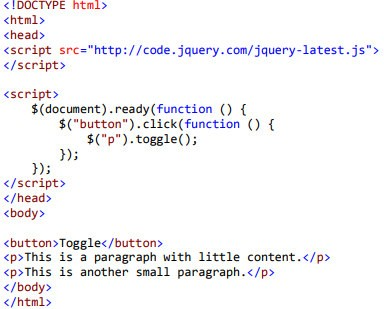 <!DOCTYPE html>
<html>
<head>
<script src="http://code.jquery.com/jquery-latest.js">
</script>

<script>
    $(document).ready(function () {
        $("button").click(function () {
            $("p").toggle();
        });
    });
</script>
</head>
<body>

<button>Toggle</button>
<p>This is a paragraph with little content.</p>
<p>This is another small paragraph.</p>
</body>
</html>